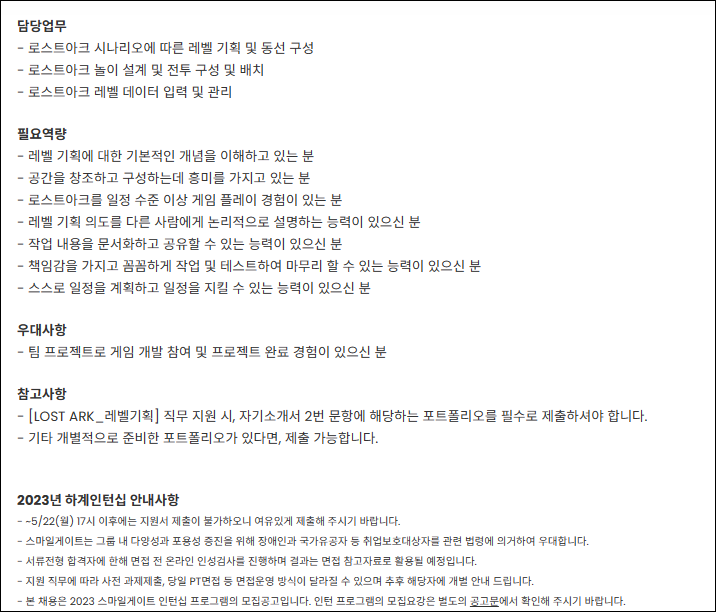 담당업무
- 로스트아크 시나리오에 따른 레벨 기획 및 동선 구성
- 로스트아크 놀이 설계 및 전투 구성 및 배치
- 로스트아크 레벨 데이터 입력 및 관리
필요역량
- 레벨 기획에 대한 기본적인 개념을 이해하고 있는 분
- 공간을 창조하고 구성하는데 흥미를 가지고 있는 분
- 로스트아크를 일정 수준 이상 게임 플레이 경험이 있는 분
- 레벨 기획 의도를 다른 사람에게 논리적으로 설명하는 능력이 있으신 분
- 작업 내용을 문서화하고 공유할 수 있는 능력이 있으신 분
- 책임감을 가지고 꼼꼼하게 작업 및 테스트하여 마무리 할 수 있는 능력이 있으신 분
- 스스로 일정을 계획하고 일정을 지킬 수 있는 능력이 있으신 분
우대사항
- 팀 프로젝트로 게임 개발 참여 및 프로젝트 완료 경험이 있으신 분
참고사항
- [LOST ARK_레벨기획] 직무 지원 시, 자기소개서 2번 문항에 해당하는 포트폴리오를 필수로 제출하셔야 합니다.
- 기타 개별적으로 준비한 포트폴리오가 있다면, 제출 가능합니다.
2023년 하계인턴십 안내사항
- ~5/22(월) 17시 이후에는 지원서 제출이 불가하오니 여유있게 제출해 주시기 바랍니다.
- 스마일게이트는 그룹 내 다양성과 포용성 증진을 위해 장애인과 국가유공자 등 취업보호대상자를 관련 법령에 의거하여 우대합니다.
- 서류전형 합격자에 한해 면접 전 온라인 인성검사를 진행하며 결과는 면접 참고자료로 활용될 예정입니다.
- 지원 직무에 따라 사전 과제제출, 당일 PT면접 등 면접운영 방식이 달라질 수 있으며 추후 해당자에 개별 안내 드립니다.
- 본 채용은 2023 스마일게이트 인턴십 프로그램의 모집공고입니다. 인턴 프로그램의 모집요강은 별도의 공고문에서 확인해 주시기 바랍니다.